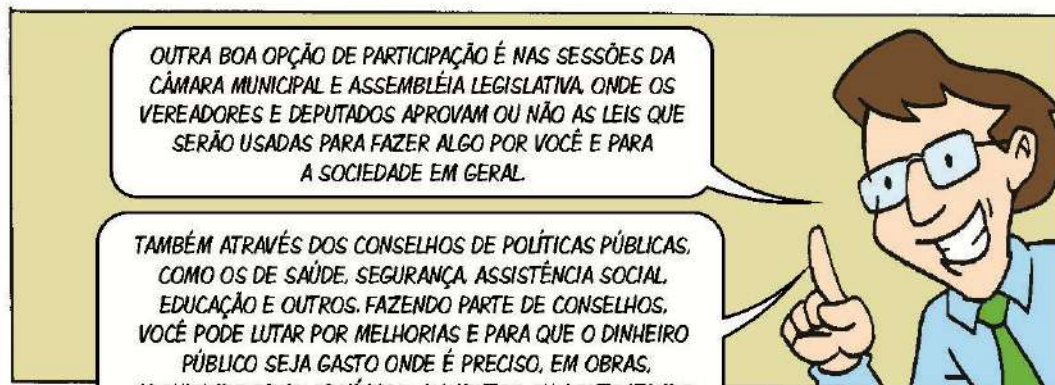 OUTRA BOA OPÇÃO DE PARTICIPAÇÃO É NAS SESSÕES DA
CÂMARA MUNICIPAL E ASSEMBLÉIA LEGISLATIVA, ONDE OS
VEREADORES E DEPUTADOS APROVAM OU NÃO AS LEIS QUE
SERÃO USADAS PARA FAZER ALGO POR VOCÊ E PARA
A SOCIEDADE EM GERAL.
TAMBÉM ATRAVÉS DOS CONSELHOS DE POLÍTICAS PÚBLICAS,
COMO OS DE SAÚDE, SEGURANÇA, ASSISTÊNCIA SOCIAL,
EDUCAÇÃO E OUTROS. FAZENDO PARTE DE CONSELHOS,
VOCÊ PODE LUTAR POR MELHORIAS E PARA QUE O DINHEIRO
PÚBLICO SEJA GASTO ONDE É PRECISO, EM OBRAS,